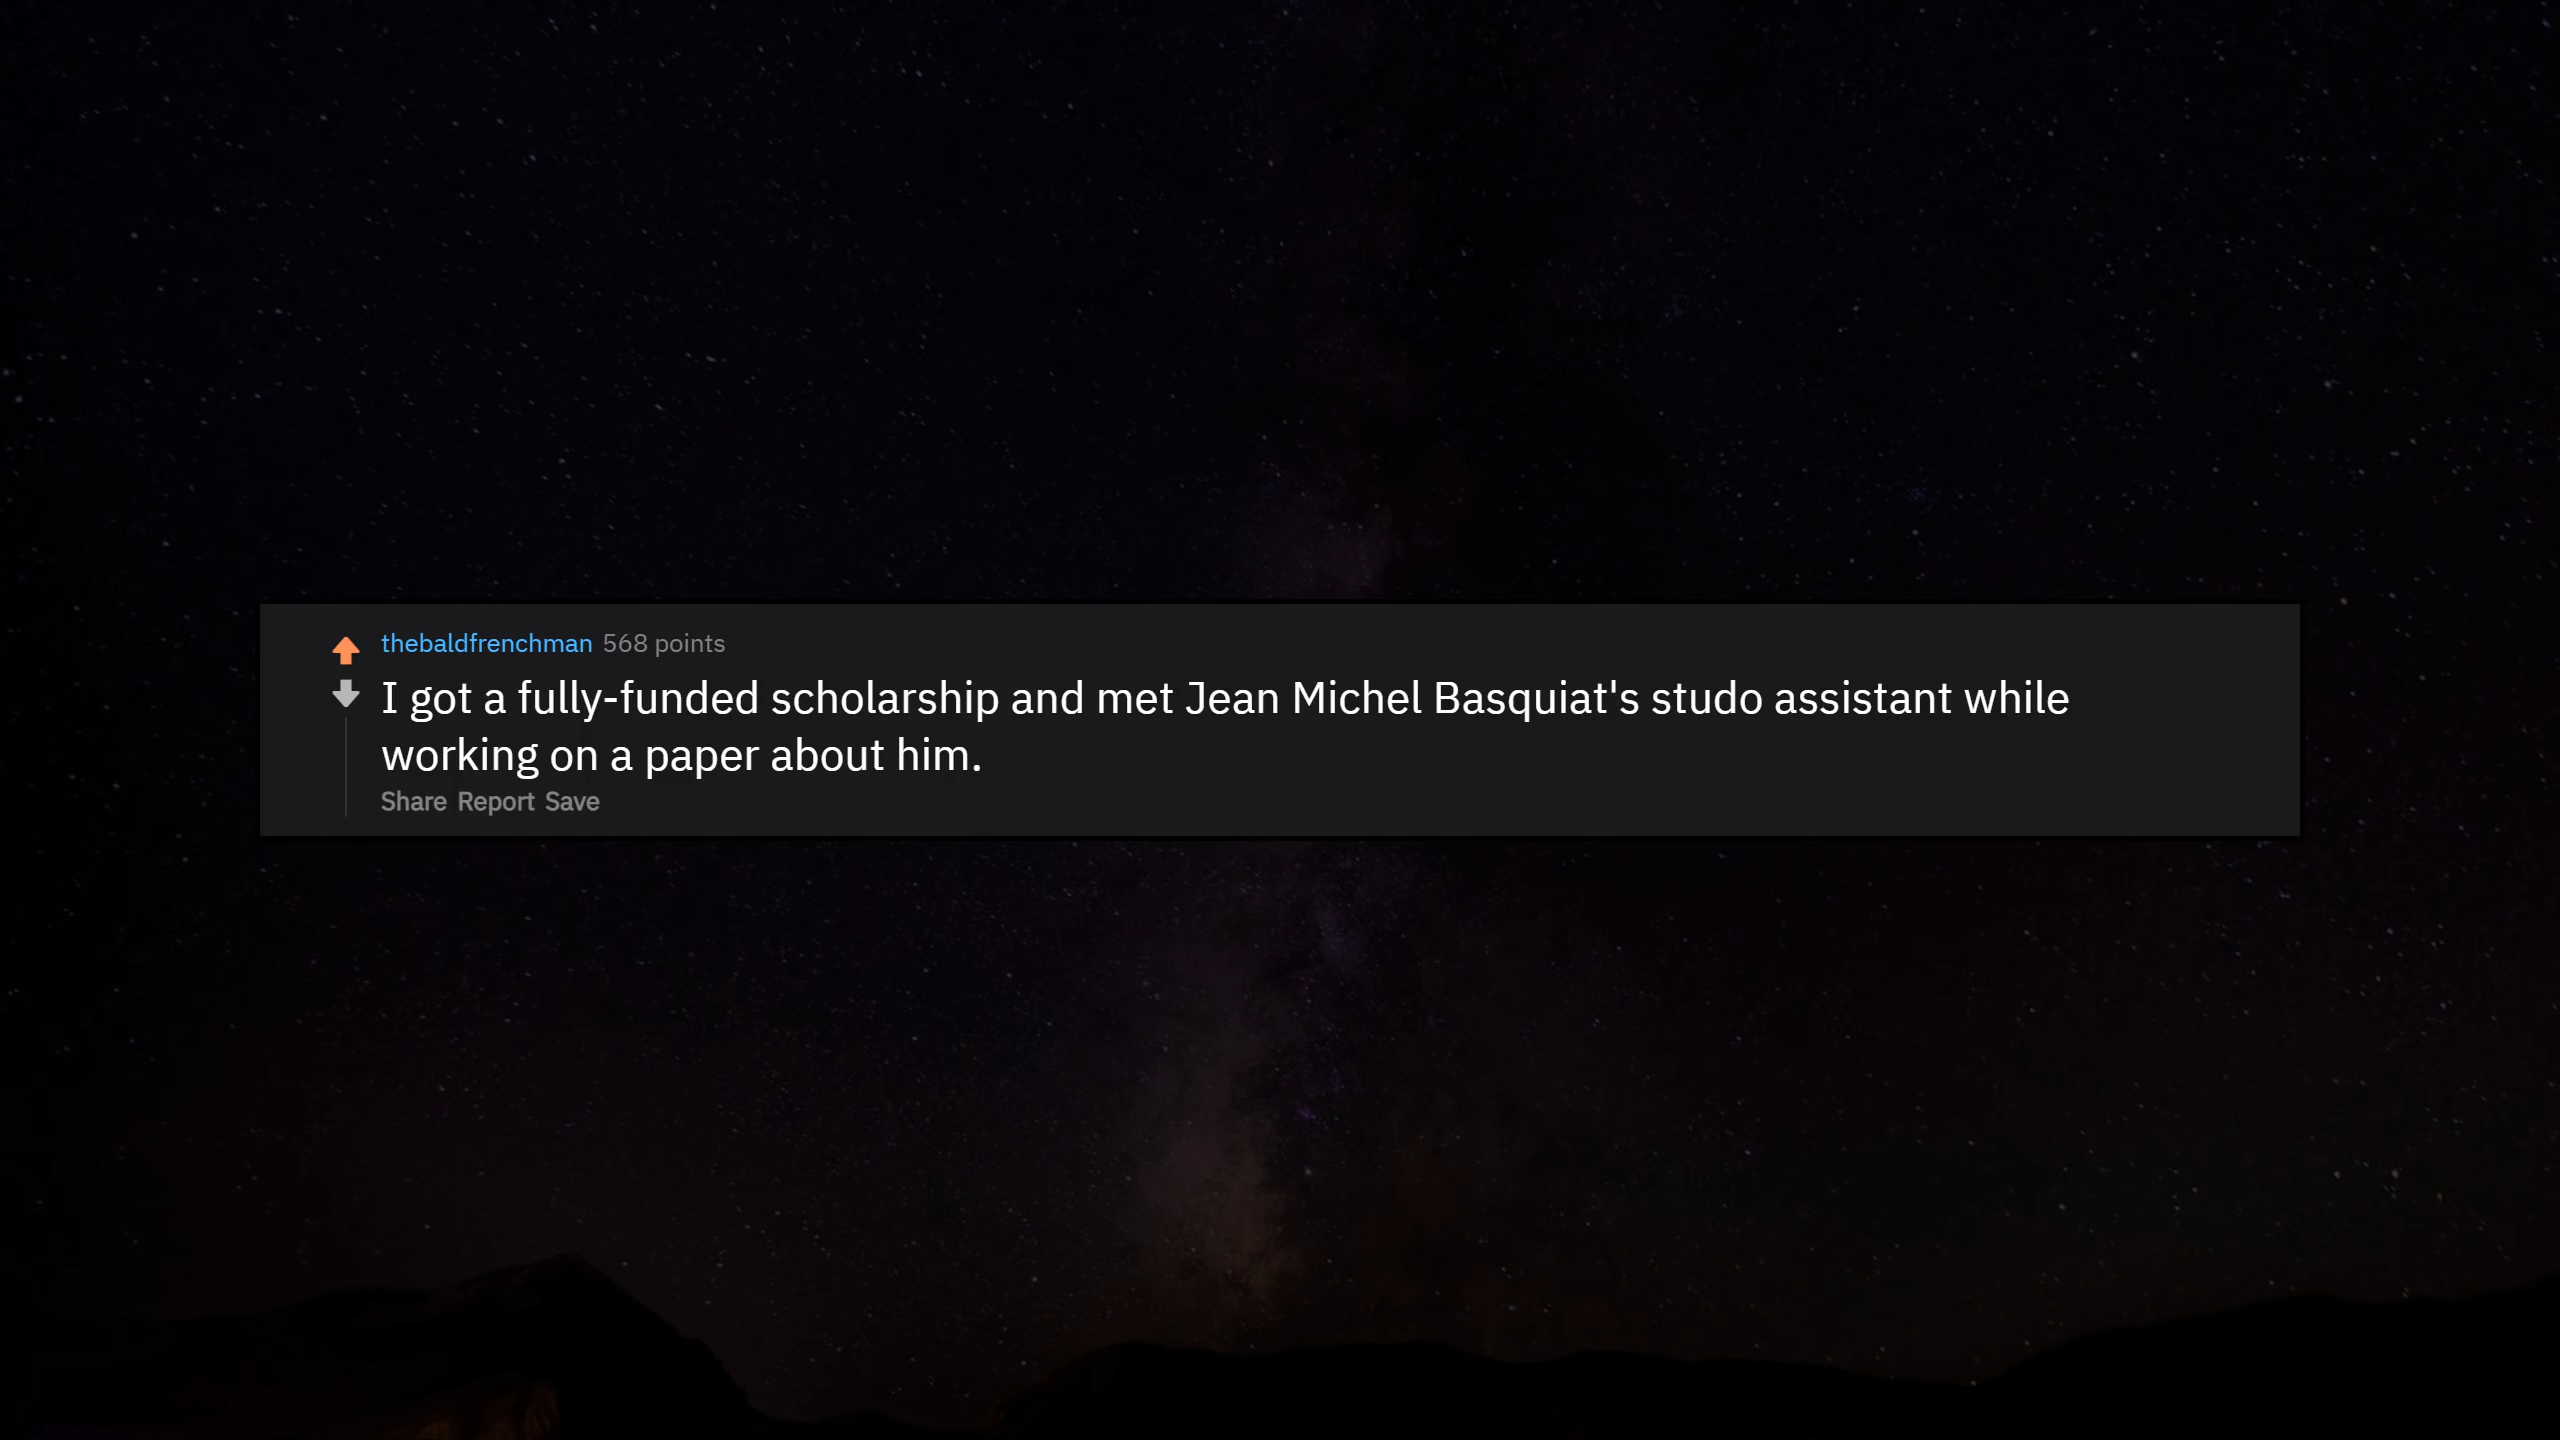 thebaldfrenchman 568 points
I got a fully-funded scholarship and met Jean Michel Basquiat's studo assistant while
working on a paper about him.
Share Report Save